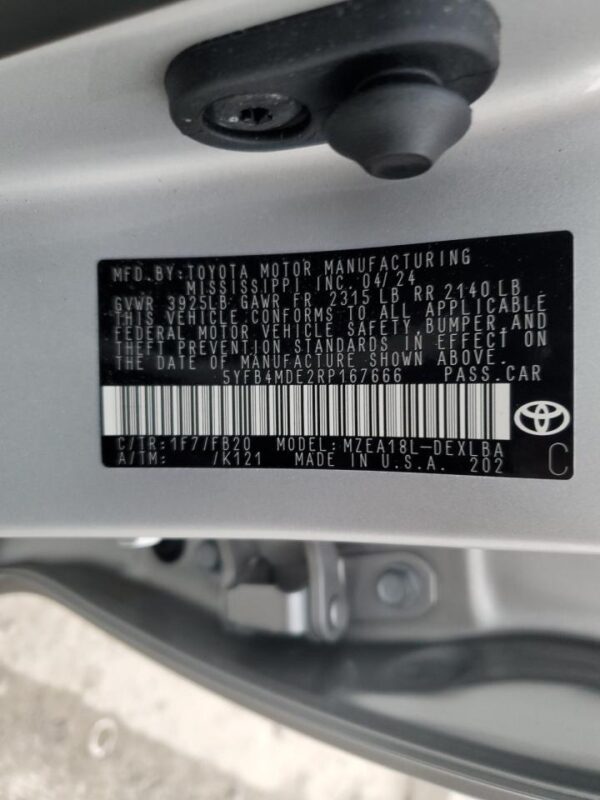 MFD.BY:TOYOTA MOTOR MANUFACTURING
MISSISSIPPI INC. 04/24
GVWR 3925LB GAWR FR 2315 LB RR 2140 LB
THIS VEHICLE CONFORMS TO ALL APPLICABLE
FEDERAL MOTOR VEHICLE SAFETY, BUMPER, AND
THEFT PREVENTION STANDARDS IN EFFECT ON
THE DATE OF MANUFACTURE SHOWN ABOVE.
5YFB4MDE2RP167666 PASS.CAR
C/TR:1F7/FB20 MODEL:MZEA18L-DEXLBA
A/TM: /K121 MADE IN U.S.A. 202 C